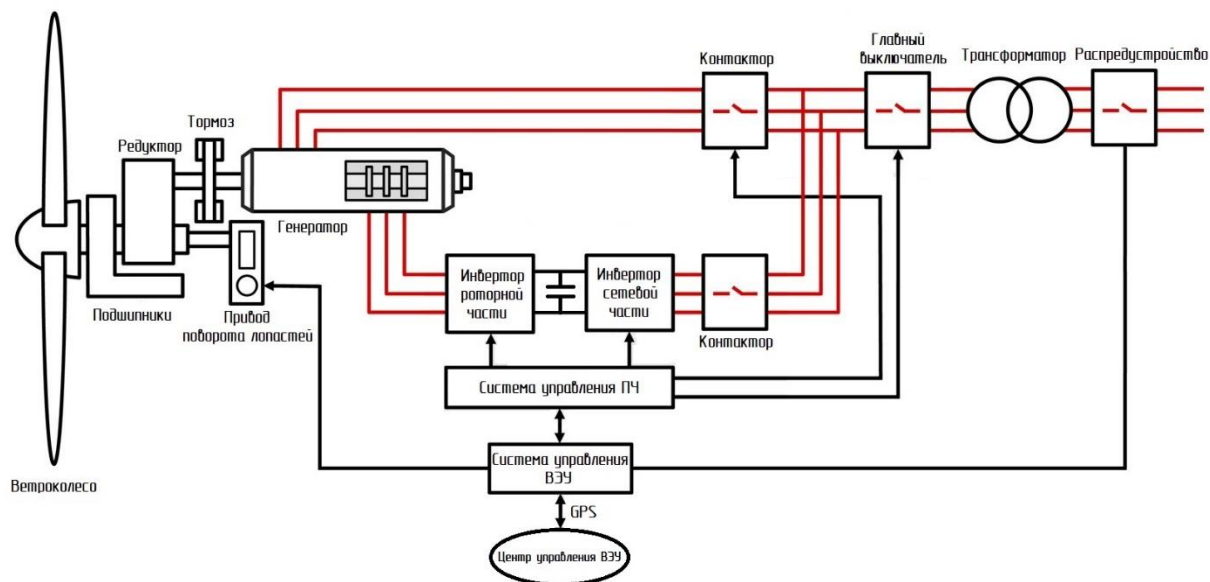 Главный
выключатель
Контактор
Трансформатор
Распредустройство
Тормоз
Редуктор
Генератор
Подшипники
Привод
поворота лопастей
Инвертор
роторной
части
Инвертор
сетевой
части
Контактор
Система управления ПЧ
Система управления
ВЭУ
Ветроколесо
GPS
Центр управления ВЭУ